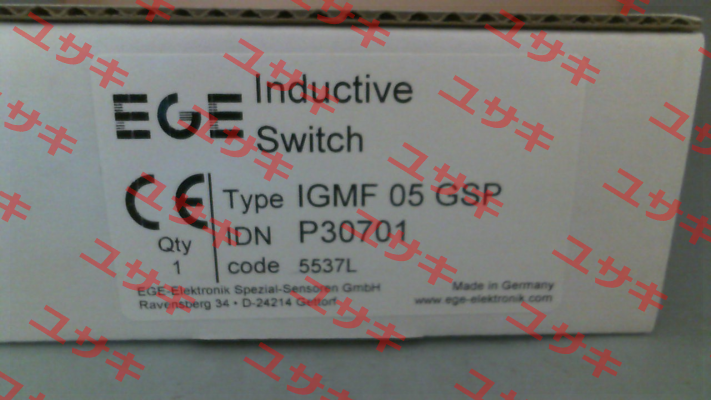 EGE Inductive
Switch
CE
Type IGMF 05 GSP
IDN P30701
Qty
1
code 5537L
EGE-Elektronik Spezial-Sensoren GmbH
Ravensberg 34 • D-24214 Gettorf
Made in Germany
www.ege-elektronik.com
ユサキ